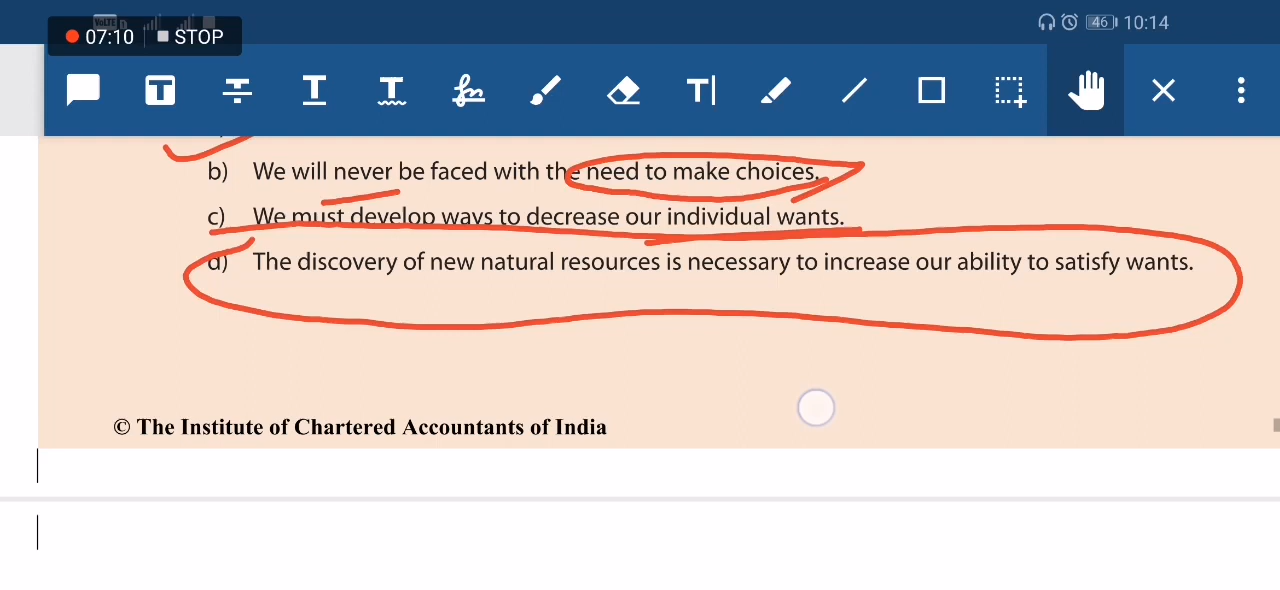 VoLTE
07:10 STOP
46 10:14
b) We will never be faced with the need to make choices.
c) We must develop ways to decrease our individual wants.
d) The discovery of new natural resources is necessary to increase our ability to satisfy wants.
© The Institute of Chartered Accountants of India